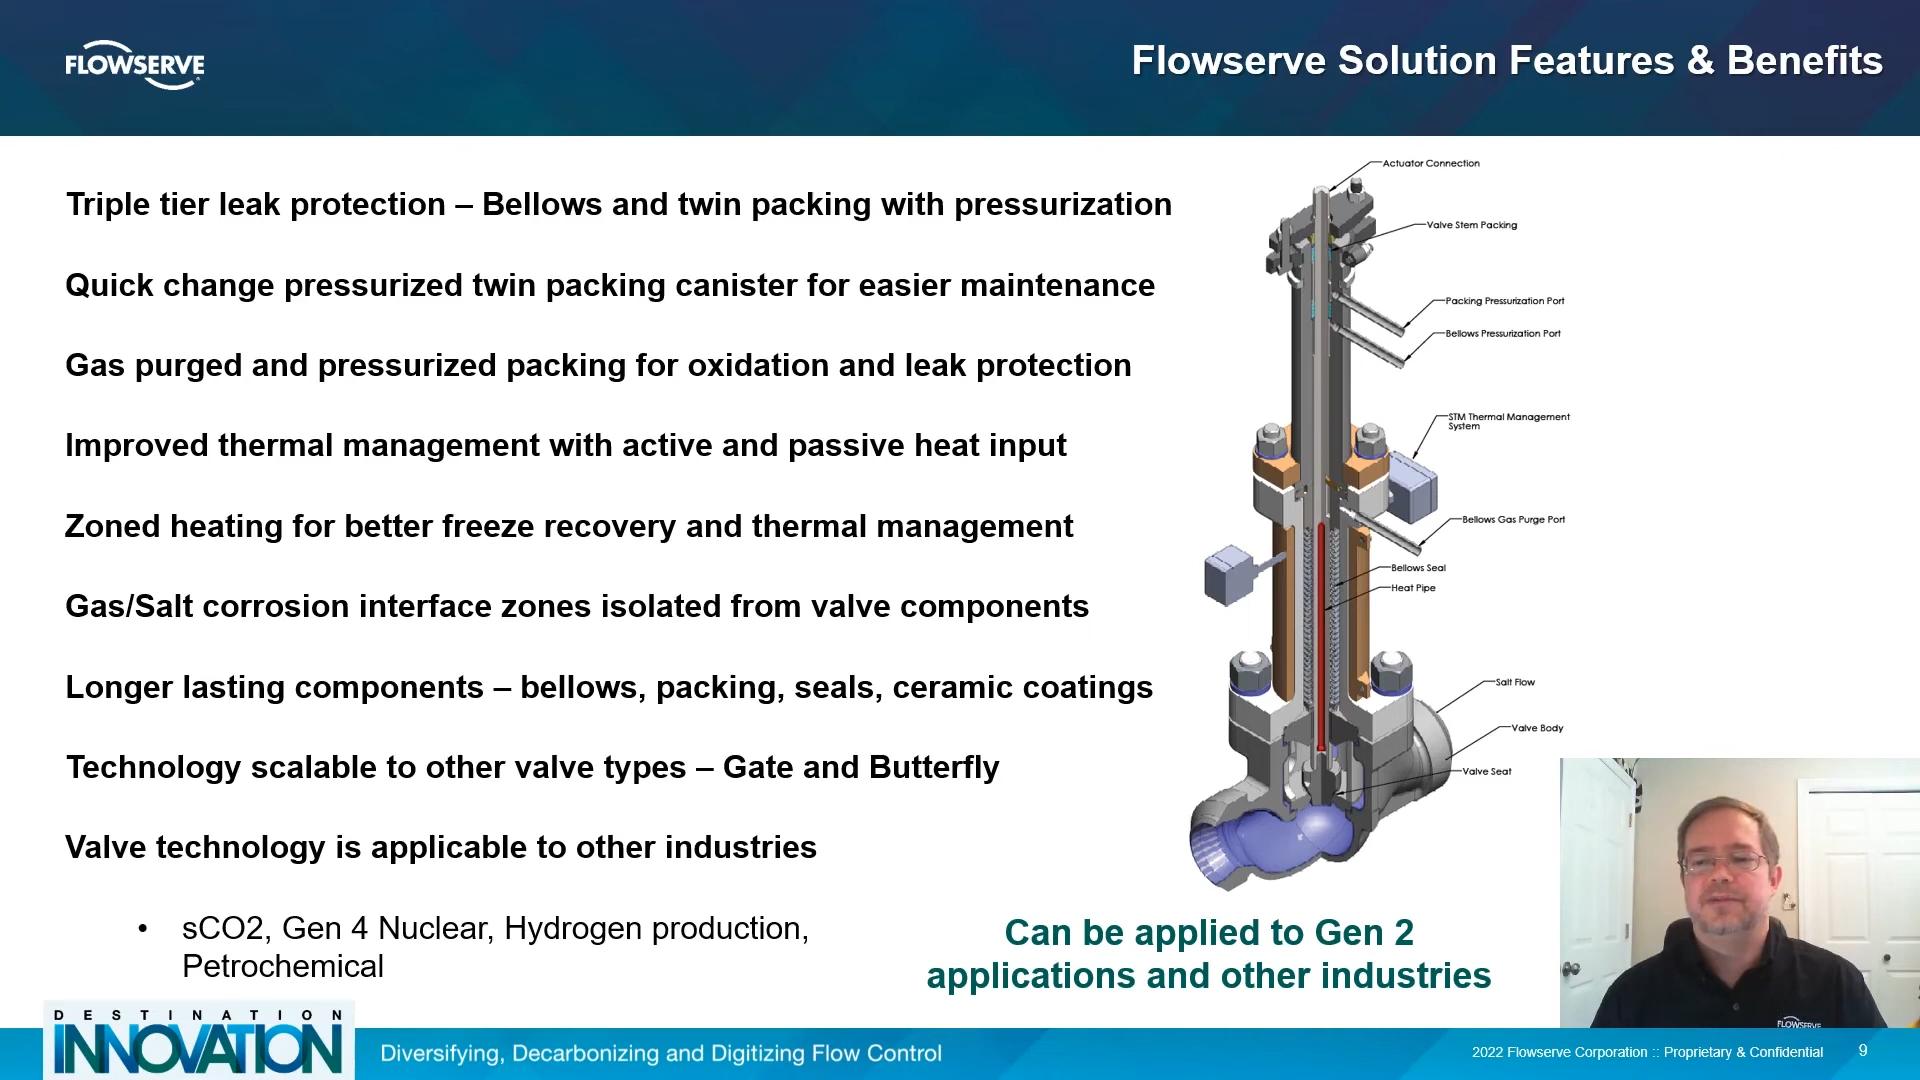 FLOWSERVE
Flowserve Solution Features & Benefits
Triple tier leak protection – Bellows and twin packing with pressurization
Quick change pressurized twin packing canister for easier maintenance
Gas purged and pressurized packing for oxidation and leak protection
Improved thermal management with active and passive heat input
Zoned heating for better freeze recovery and thermal management
Gas/Salt corrosion interface zones isolated from valve components
Longer lasting components – bellows, packing, seals, ceramic coatings
Technology scalable to other valve types – Gate and Butterfly
Valve technology is applicable to other industries
• sCO2, Gen 4 Nuclear, Hydrogen production,
Petrochemical
Actuator Connection
Valve Stem Packing
Packing Pressurization Port
Bellows Pressurization Port
STM Thermal Management
System
Bellows Gas Purge Port
Bellows Seal
Heat Pipe
Salt Flow
Valve Body
Valve Seat
Can be applied to Gen 2
applications and other industries
FLOWSERVE
DESTINATION
INNOVATION
Diversifying, Decarbonizing and Digitizing Flow Control
2022 Flowserve Corporation :: Proprietary & Confidential
9